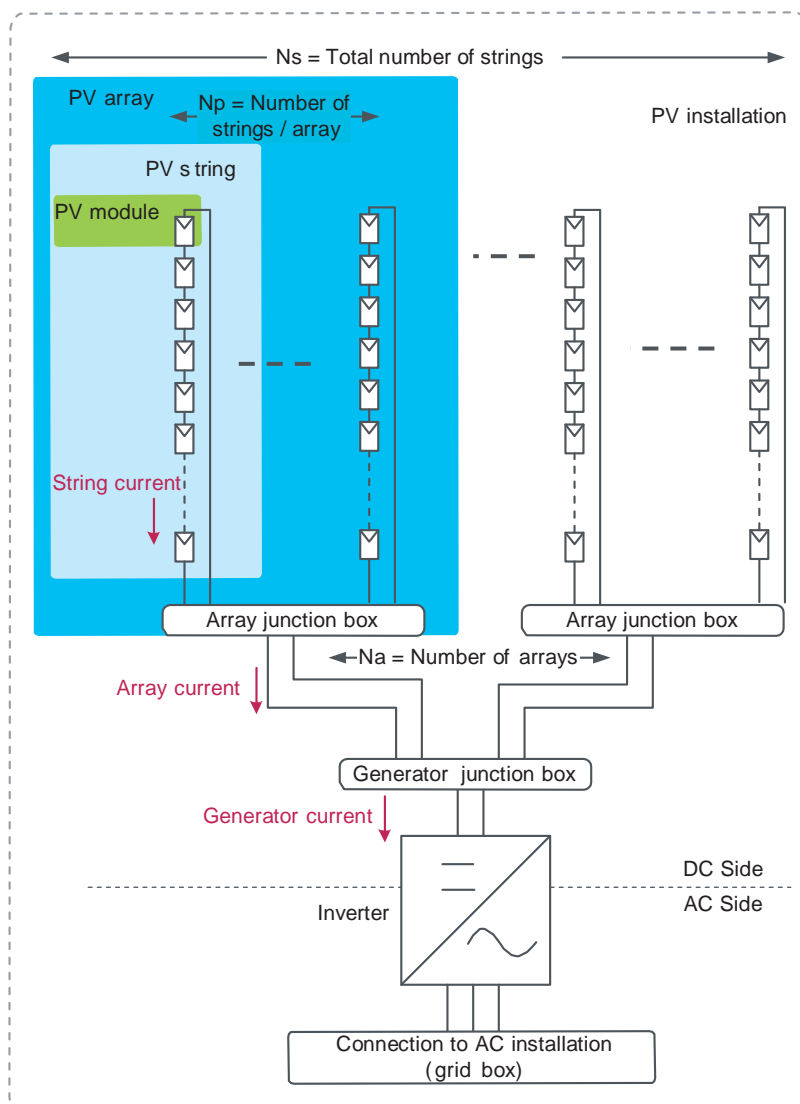 Ns = Total number of strings
PV array
Np = Number of
strings / array
PV installation
PV string
PV module
String current
Array junction box
Array junction box
Na = Number of arrays
Array current
Generator junction box
Generator current
DC Side
Inverter
AC Side
Connection to AC installation
(grid box)